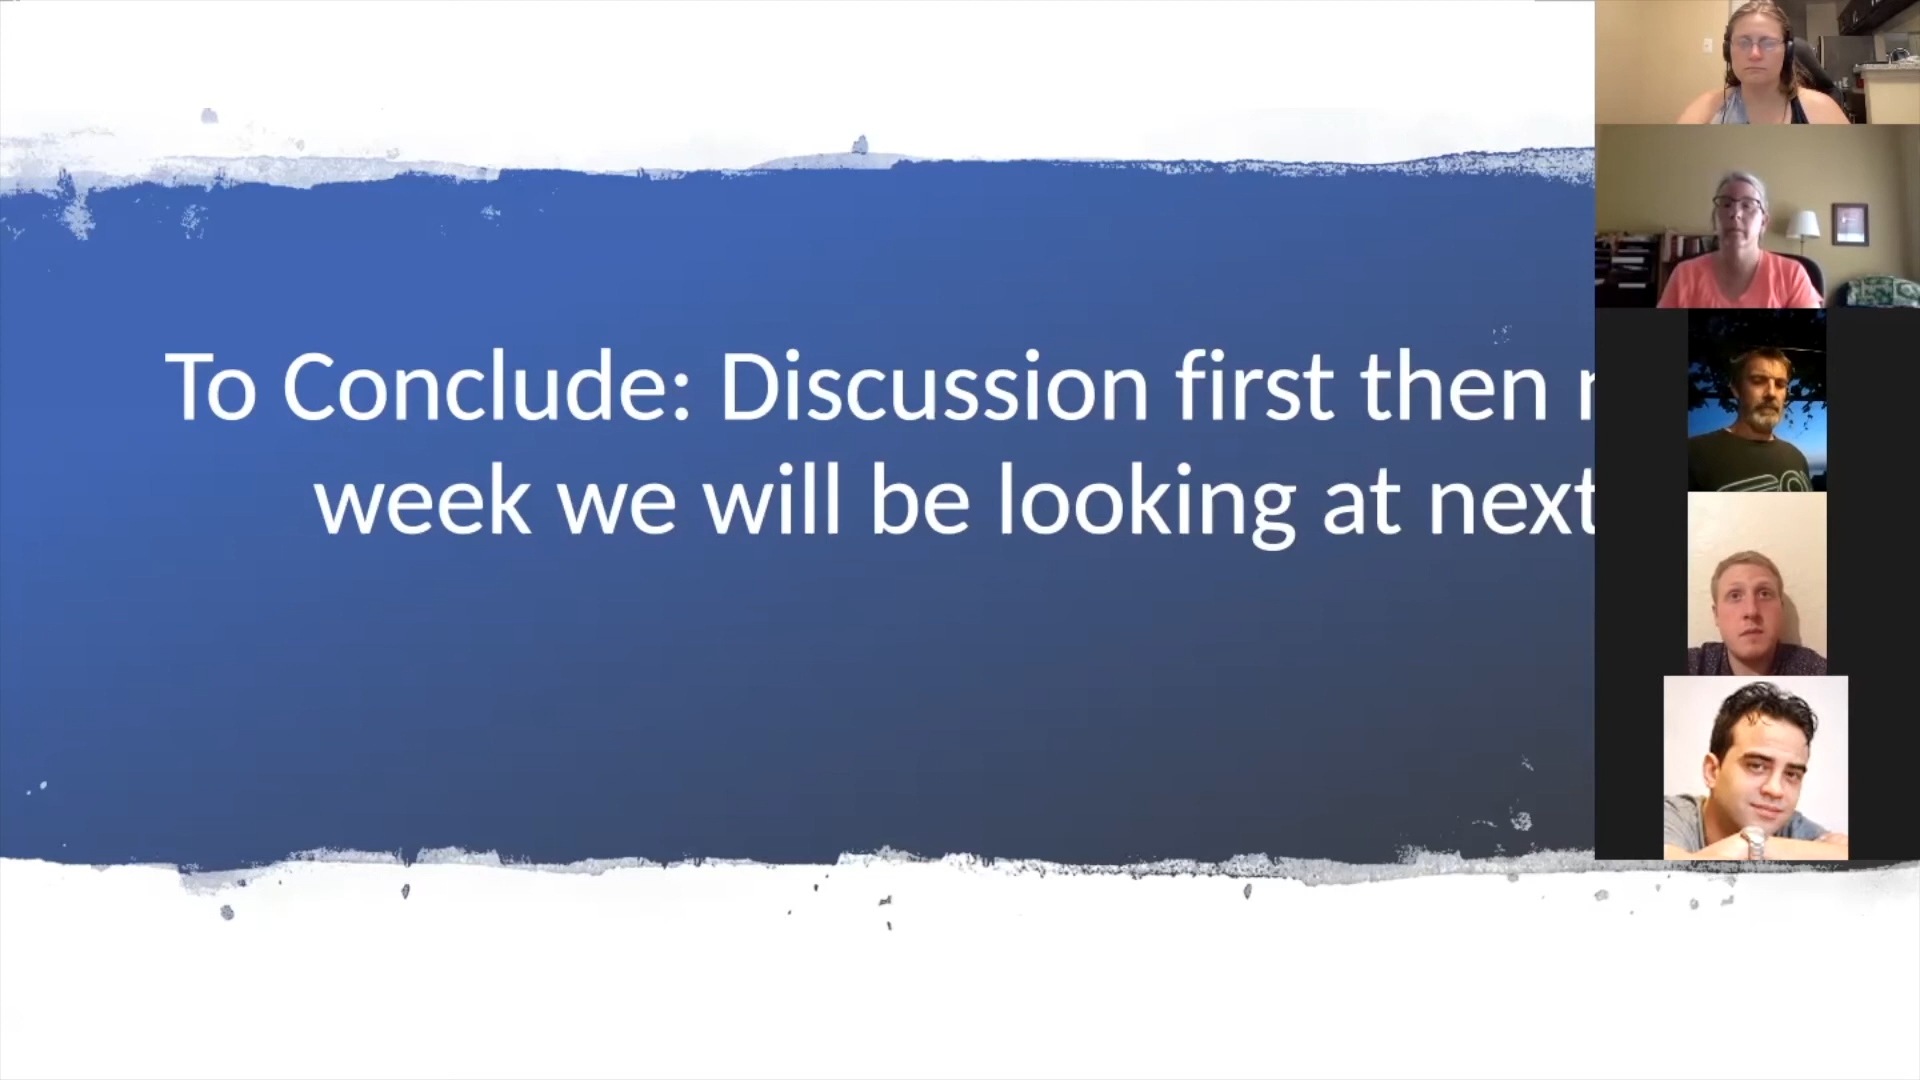 To Conclude: Discussion first then
week we will be looking at next